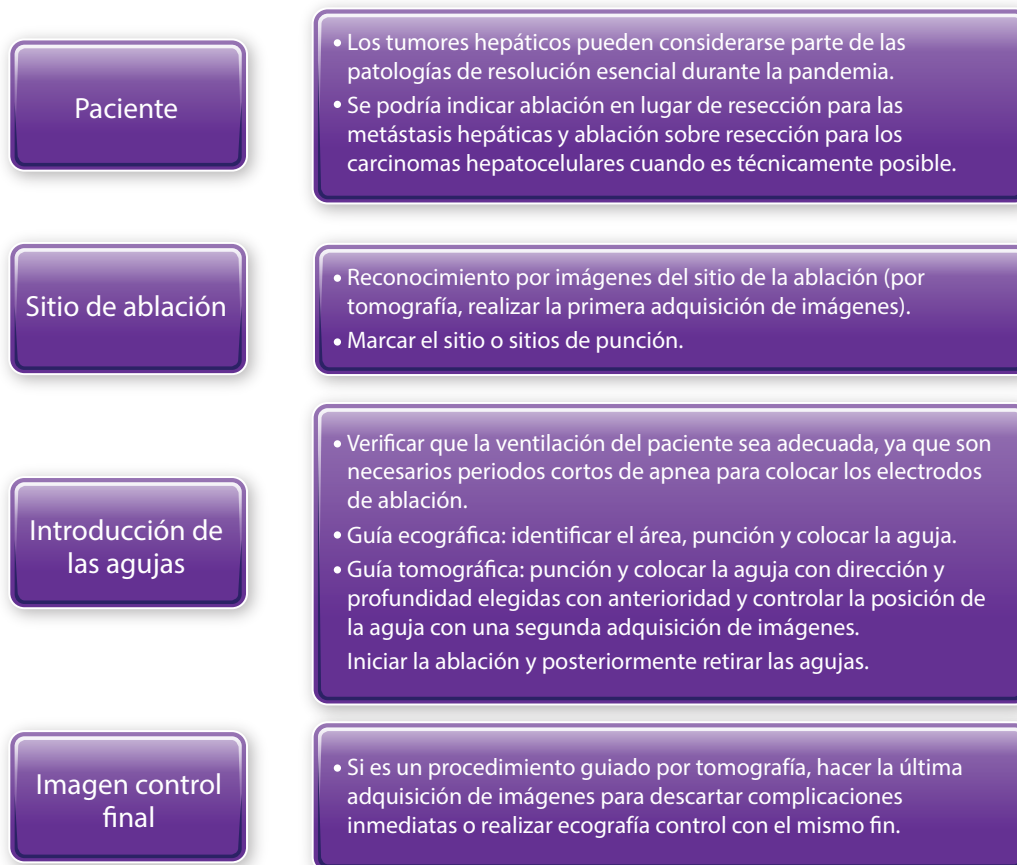 Paciente
• Los tumores hepáticos pueden considerarse parte de las
patologías de resolución esencial durante la pandemia.
• Se podría indicar ablación en lugar de resección para las
metástasis hepáticas y ablación sobre resección para los
carcinomas hepatocelulares cuando es técnicamente posible.
Sitio de ablación
• Reconocimiento por imágenes del sitio de la ablación (por
tomografía, realizar la primera adquisición de imágenes).
• Marcar el sitio o sitios de punción.
Introducción de
las agujas
• Verificar que la ventilación del paciente sea adecuada, ya que son
necesarios periodos cortos de apnea para colocar los electrodos
de ablación.
• Guía ecográfica: identificar el área, punción y colocar la aguja.
• Guía tomográfica: punción y colocar la aguja con dirección y
profundidad elegidas con anterioridad y controlar la posición de
la aguja con una segunda adquisición de imágenes.
Iniciar la ablación y posteriormente retirar las agujas.
Imagen control
final
• Si es un procedimiento guiado por tomografía, hacer la última
adquisición de imágenes para descartar complicaciones
inmediatas o realizar ecografía control con el mismo fin.